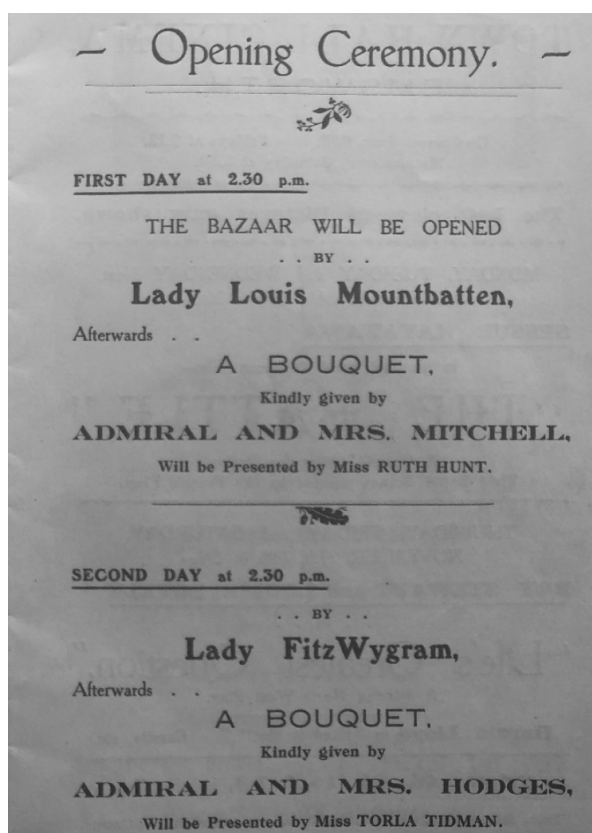 – Opening Ceremony. –
FIRST DAY at 2.30 p.m.
THE BAZAAR WILL BE OPENED
. . BY . .
Lady Louis Mountbatten,
Afterwards . .
A BOUQUET,
Kindly given by
ADMIRAL AND MRS. MITCHELL,
Will be Presented by Miss RUTH HUNT.
SECOND DAY at 2.30 p.m.
. . BY . .
Lady FitzWygram,
Afterwards . .
A BOUQUET,
Kindly given by
ADMIRAL AND MRS. HODGES,
Will be Presented by Miss TORLA TIDMAN.